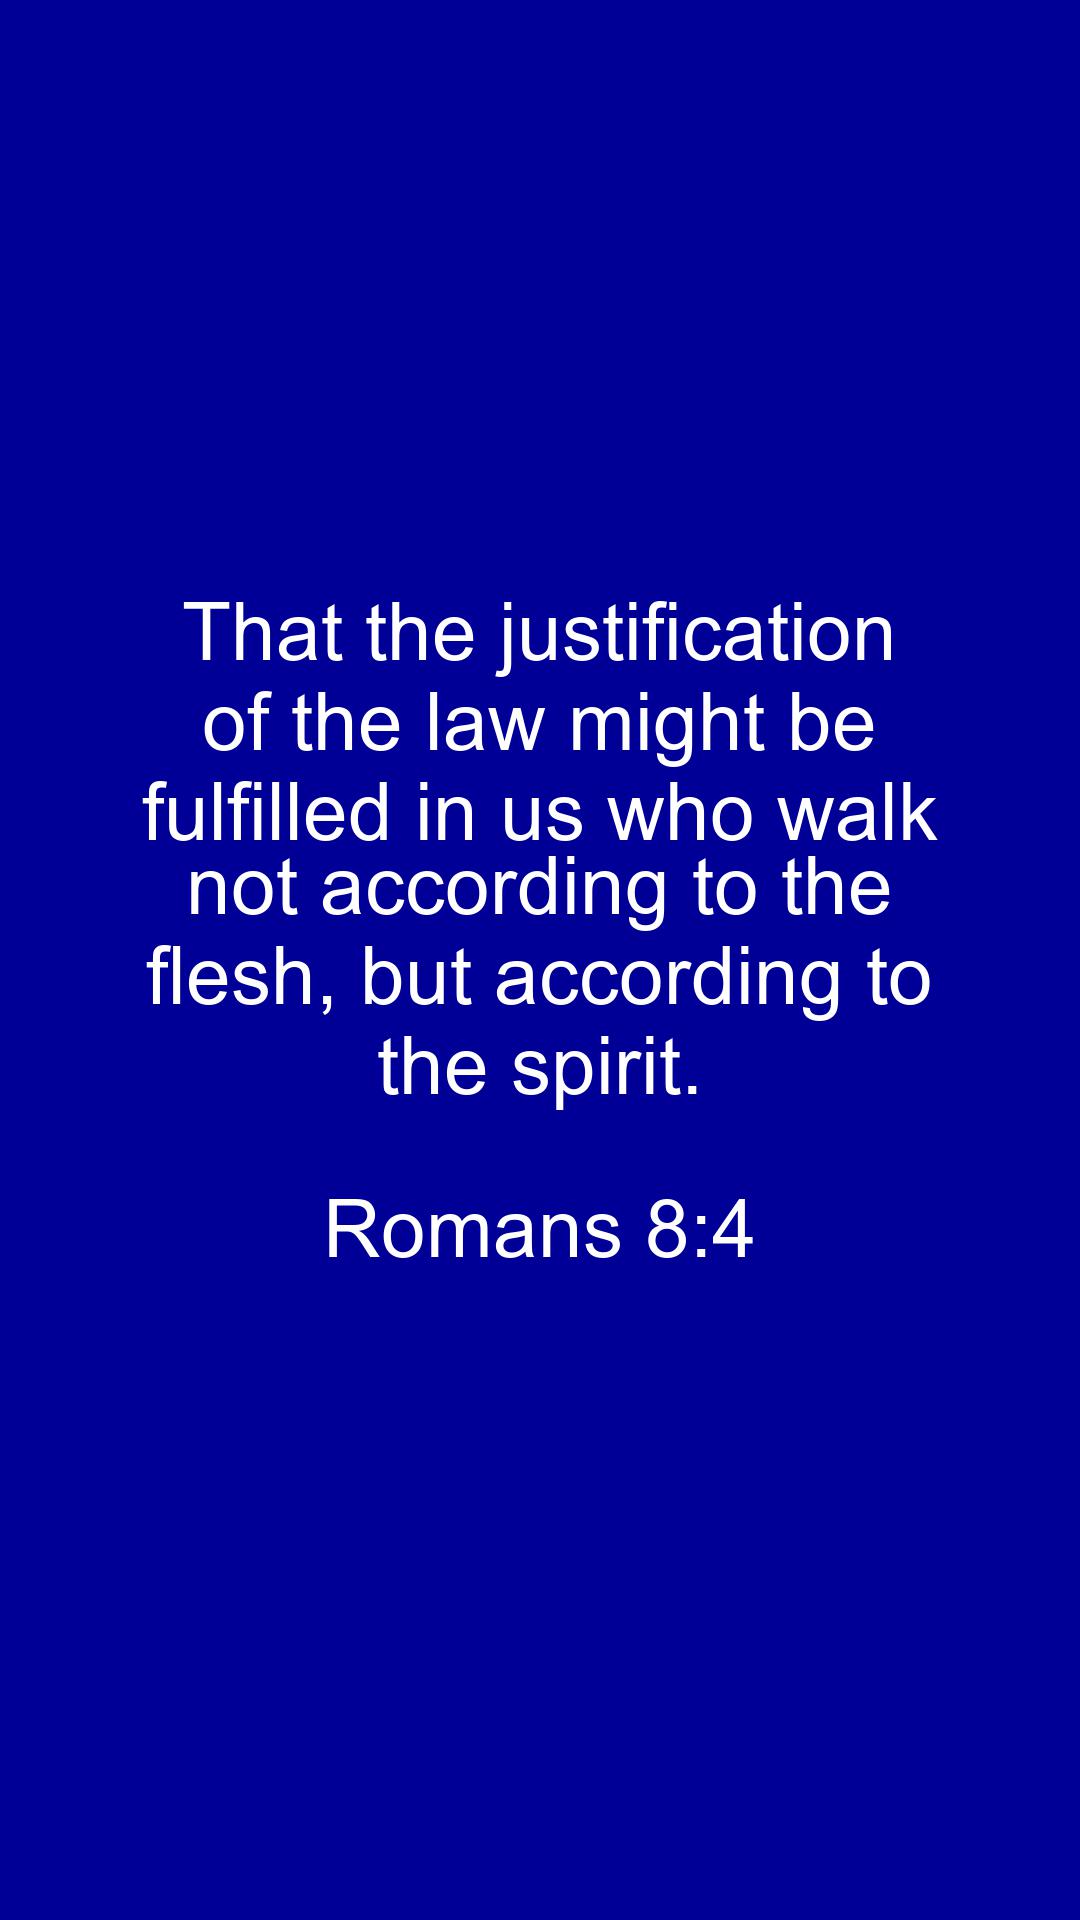 That the justification
of the law might be
fulfilled in us who walk
not according to the
flesh, but according to
the spirit.
Romans 8:4